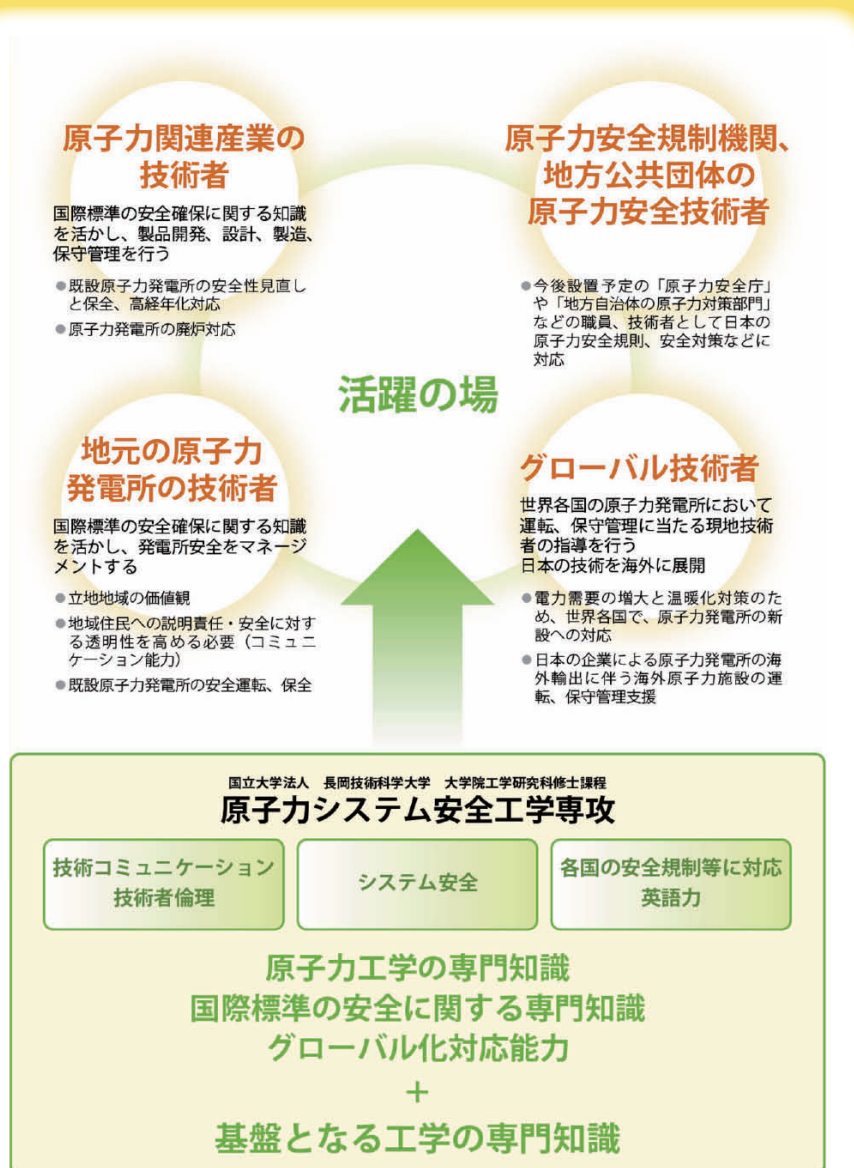 原子力関連産業の
技術者
国際標準の安全確保に関する知識
を活かし、製品開発、設計、製造、
保守管理を行う
●既設原子力発電所の安全性見直し
と保全、高経年化対応
●原子力発電所の廃炉対応
原子力安全規制機関、
地方公共団体の
原子力安全技術者
●今後設置予定の「原子力安全庁」
や「地方自治体の原子力対策部門」
などの職員、技術者として日本の
原子力安全規則、安全対策などに
対応
活躍の場
地元の原子力
発電所の技術者
国際標準の安全確保に関する知識
を活かし、発電所安全をマネージ
メントする
●立地地域の価値観
●地域住民への説明責任・安全に対す
る透明性を高める必要（コミュニ
ケーション能力）
●既設原子力発電所の安全運転、保全
グローバル技術者
世界各国の原子力発電所において
運転、保守管理に当たる現地技術
者の指導を行う
日本の技術を海外に展開
●電力需要の増大と温暖化対策のた
め、世界各国で、原子力発電所の新
設への対応
●日本の企業による原子力発電所の海
外輸出に伴う海外原子力施設の運
転、保守管理支援
国立大学法人　長岡技術科学大学　大学院工学研究科修士課程
原子力システム安全工学専攻
技術コミュニケーション
技術者倫理
システム安全
各国の安全規制等に対応
英語力
原子力工学の専門知識
国際標準の安全に関する専門知識
グローバル化対応能力
＋
基盤となる工学の専門知識